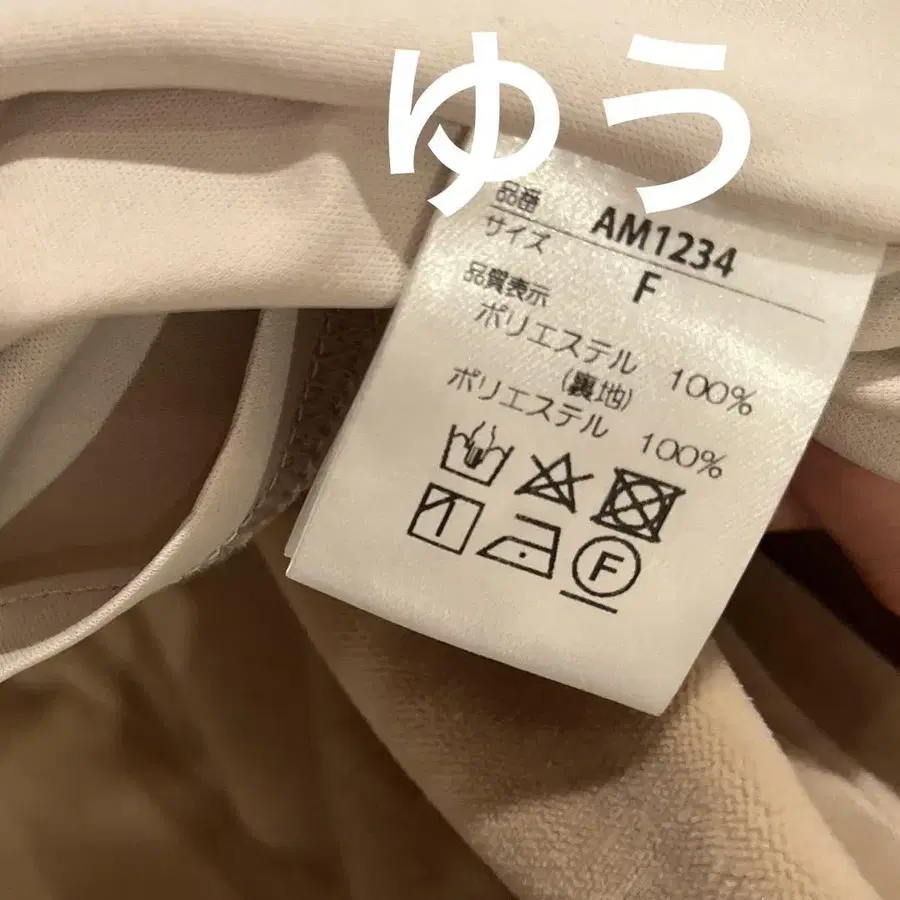 ゆう
品番 AM1234
サイズ F
品質表示
ポリエステル 100%
(裏地)
ポリエステル 100%
F